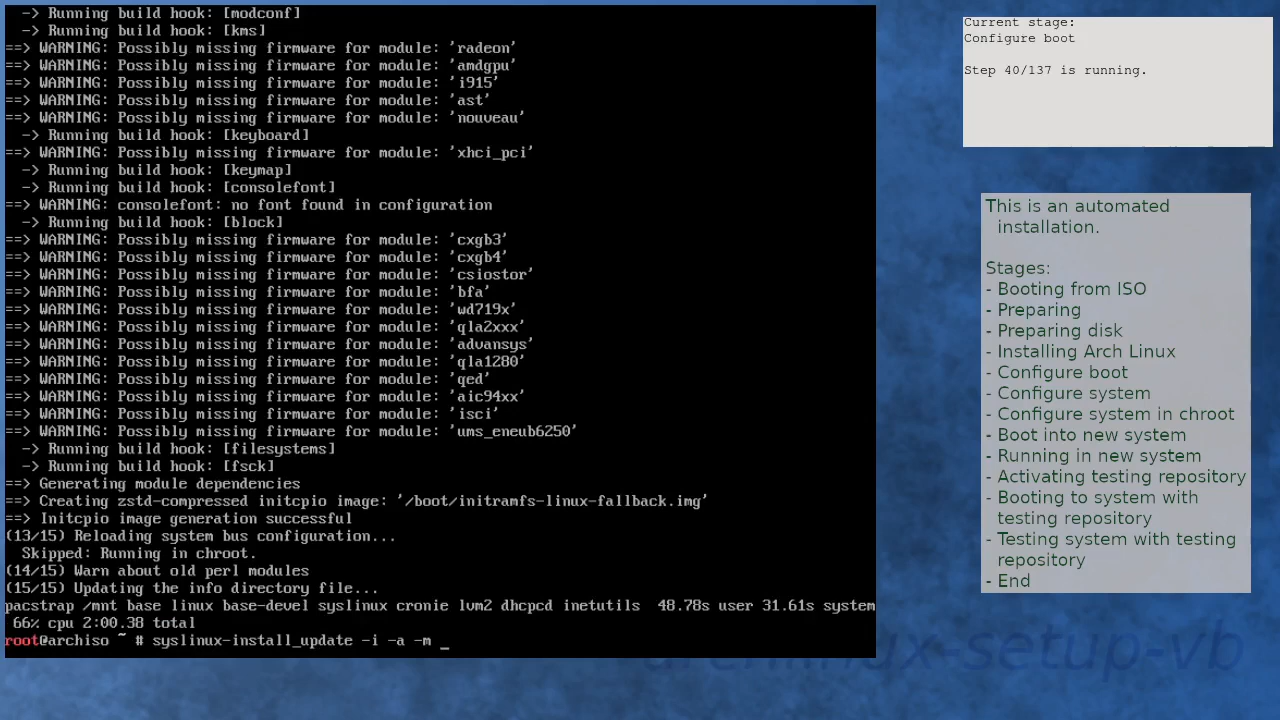 -> Running build hook: [modconf]
-> Running build hook: [kms]
==> WARNING: Possibly missing firmware for module: 'radeon'
==> WARNING: Possibly missing firmware for module: 'amdgpu'
==> WARNING: Possibly missing firmware for module: 'i915'
==> WARNING: Possibly missing firmware for module: 'ast'
==> WARNING: Possibly missing firmware for module: 'nouveau'
-> Running build hook: [keyboard]
==> WARNING: Possibly missing firmware for module: 'xhci_pci'
-> Running build hook: [keymap]
-> Running build hook: [consolefont]
==> WARNING: consolefont: no font found in configuration
-> Running build hook: [block]
==> WARNING: Possibly missing firmware for module: 'cxgb3'
==> WARNING: Possibly missing firmware for module: 'cxgb4'
==> WARNING: Possibly missing firmware for module: 'csiostor'
==> WARNING: Possibly missing firmware for module: 'bfa'
==> WARNING: Possibly missing firmware for module: 'wd719x'
==> WARNING: Possibly missing firmware for module: 'qla2xxx'
==> WARNING: Possibly missing firmware for module: 'advansys'
==> WARNING: Possibly missing firmware for module: 'qla1280'
==> WARNING: Possibly missing firmware for module: 'qed'
==> WARNING: Possibly missing firmware for module: 'aic94xx'
==> WARNING: Possibly missing firmware for module: 'isci'
==> WARNING: Possibly missing firmware for module: 'ums_eneub6250'
-> Running build hook: [filesystems]
-> Running build hook: [fsck]
==> Generating module dependencies
==> Creating zstd-compressed initcpio image: '/boot/initramfs-linux-fallback.img'
==> Initcpio image generation successful
(13/15) Reloading system bus configuration...
Skipped: Running in chroot.
(14/15) Warn about old perl modules
(15/15) Updating the info directory file...
pacstrap /mnt base linux base-devel syslinux cronie lvm2 dhcpcd inetutils  48.78s user 31.61s system
66% cpu 2:00.38 total
root@archiso ~ # syslinux-install_update -i -a -m _
Current stage:
Configure boot
Step 40/137 is running.
This is an automated
installation.
Stages:
- Booting from ISO
- Preparing
- Preparing disk
- Installing Arch Linux
- Configure boot
- Configure system
- Configure system in chroot
- Boot into new system
- Running in new system
- Activating testing repository
- Booting to system with
testing repository
- Testing system with testing
repository
- End
archlinux-setup-vb